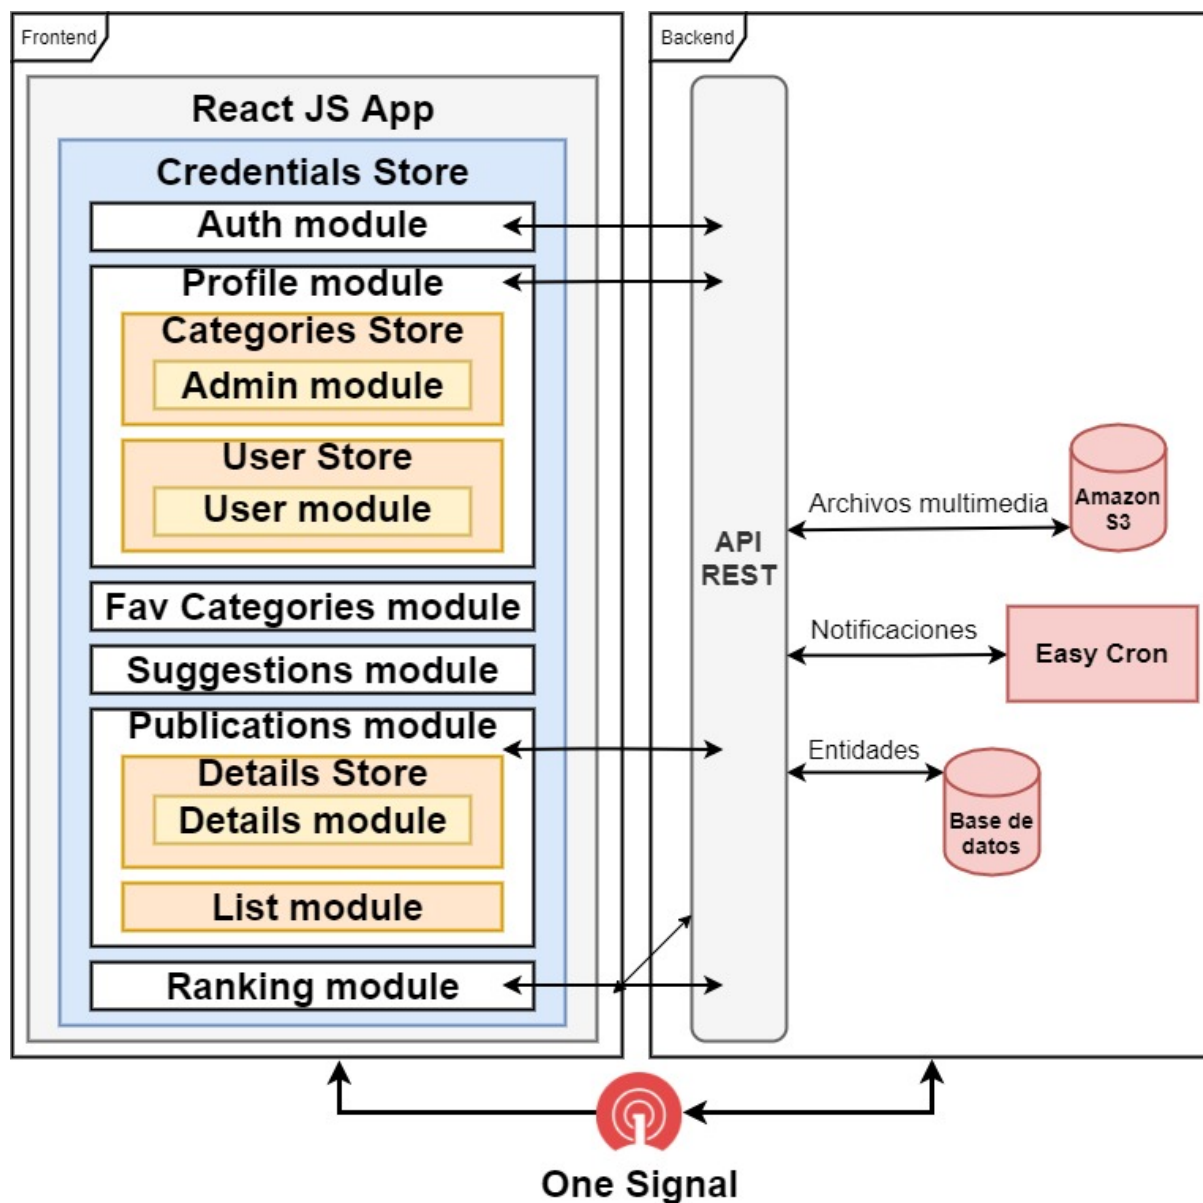 Frontend
React JS App
Credentials Store
Auth module
Profile module
Categories Store
Admin module
User Store
User module
Fav Categories module
Suggestions module
Publications module
Details Store
Details module
List module
Ranking module
Backend
API
REST
Archivos multimedia
Amazon
S3
Notificaciones
Easy Cron
Entidades
Base de
datos
One Signal